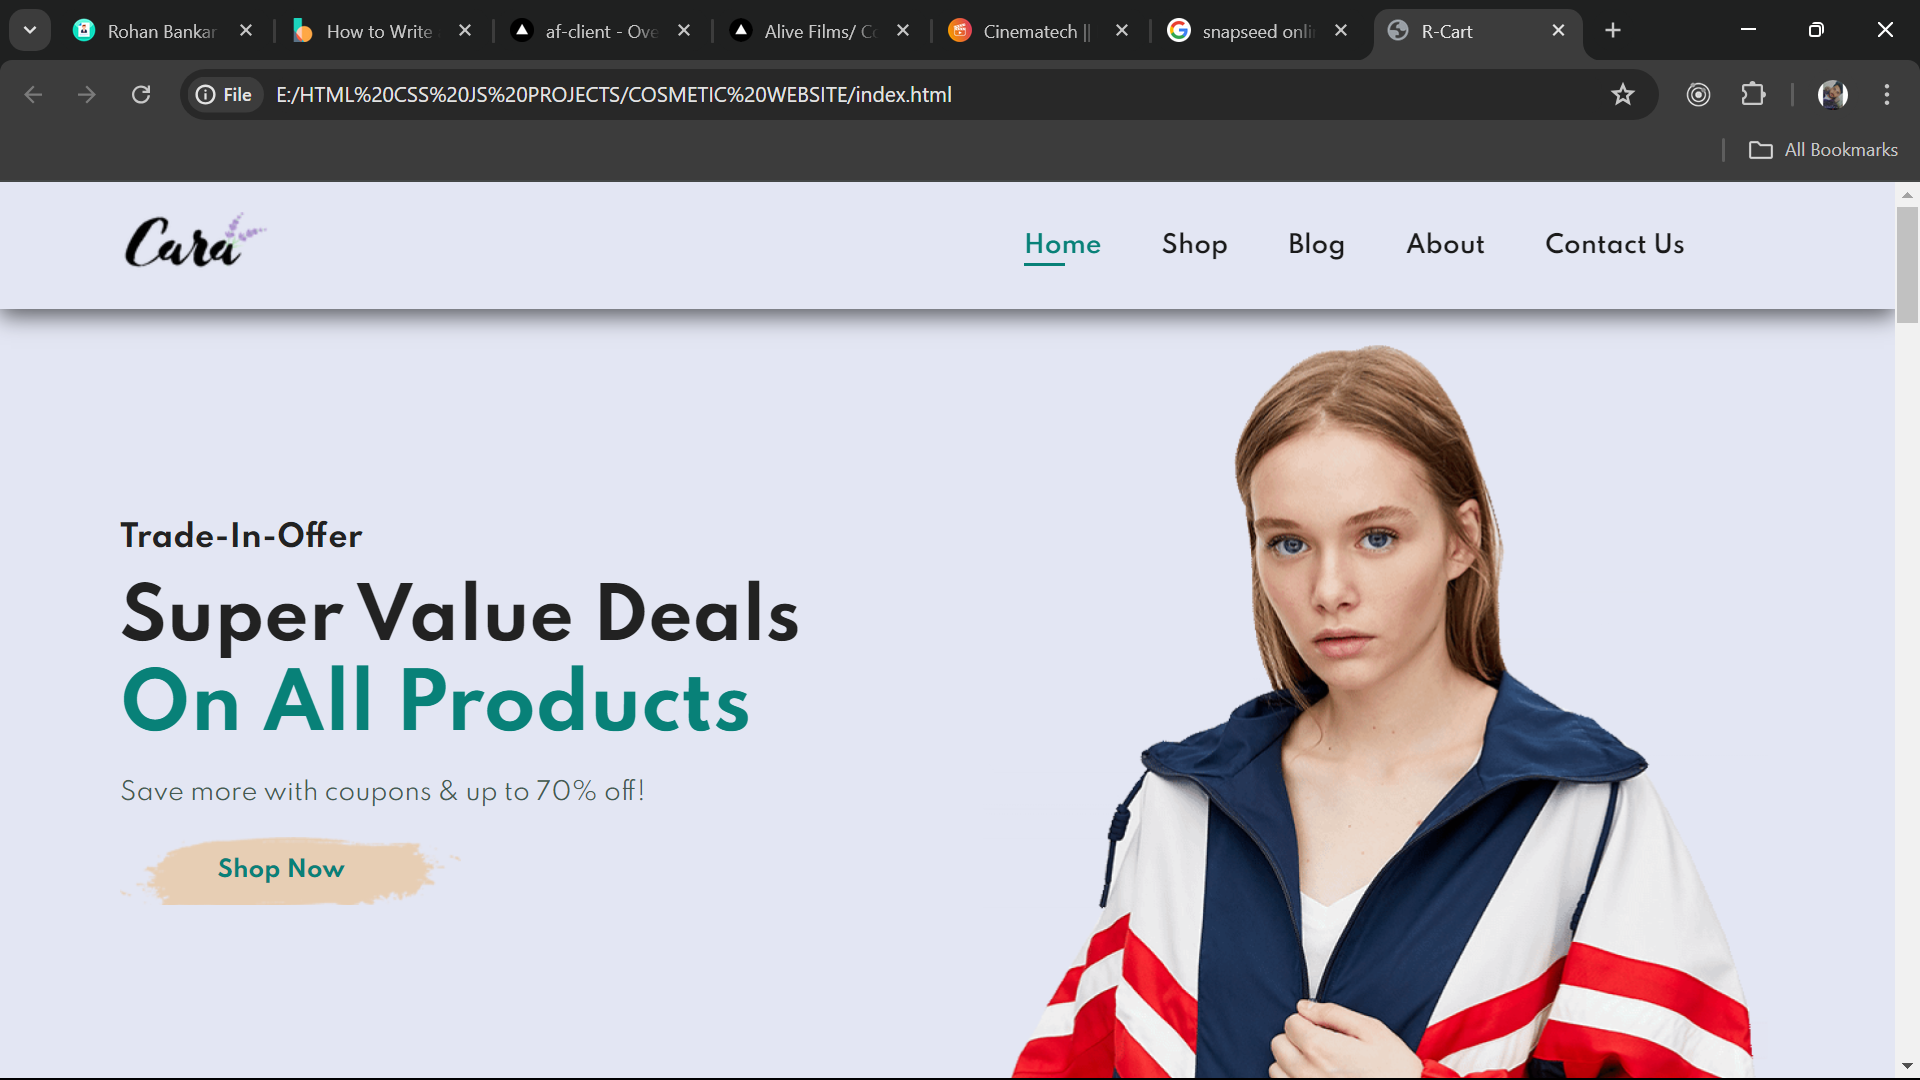 Rohan Bankar
How to Write
af-client - Ove
Alive Films/ Co
Cinematech ||
snapseed onli
R-Cart
File
E:/HTML%20CSS%20JS%20PROJECTS/COSMETIC%20WEBSITE/index.html
All Bookmarks
Cara
Home
Shop
Blog
About
Contact Us
Trade-In-Offer
Super Value Deals
On All Products
Save more with coupons & up to 70% off!
Shop Now